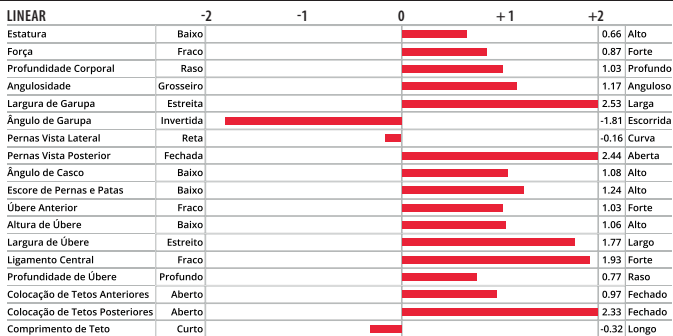 LINEAR -2 -1 0 +1 +2
Estatura Baixo 0.66 Alto
Força Fraco 0.87 Forte
Profundidade Corporal Raso 1.03 Profundo
Angulosidade Grosseiro 1.17 Anguloso
Largura de Garupa Estreita 2.53 Larga
Ângulo de Garupa Invertida -1.81 Escorrida
Pernas Vista Lateral Reta -0.16 Curva
Pernas Vista Posterior Fechada 2.44 Aberta
Ângulo de Casco Baixo 1.08 Alto
Escore de Pernas e Patas Baixo 1.24 Alto
Úbere Anterior Fraco 1.03 Forte
Altura de Úbere Baixo 1.06 Alto
Largura de Úbere Estreito 1.77 Largo
Ligamento Central Fraco 1.93 Forte
Profundidade de Úbere Profundo 0.77 Raso
Colocação de Tetos Anteriores Aberto 0.97 Fechado
Colocação de Tetos Posteriores Aberto 2.33 Fechado
Comprimento de Teto Curto -0.32 Longo